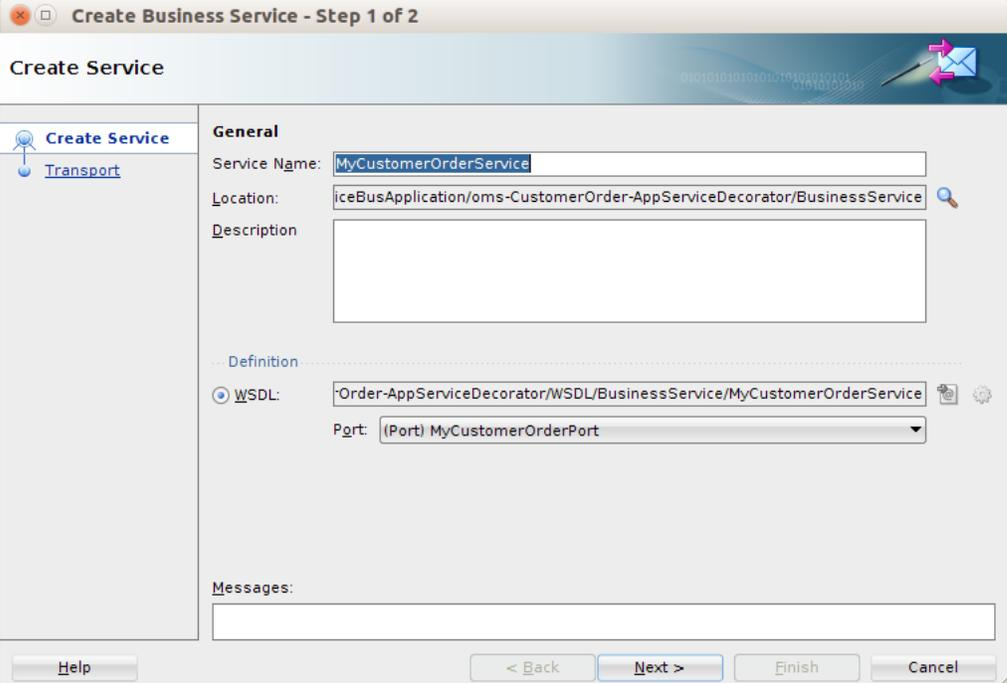 Create Business Service - Step 1 of 2
Create Service
01010101010101010101010101
0101010101010
Create Service
Transport
General
Service Name: MyCustomerOrderService
Location: iceBusApplication/oms-CustomerOrder-AppServiceDecorator/BusinessService
Description
Definition
WSDL: Order-AppServiceDecorator/WSDL/BusinessService/MyCustomerOrderService
Port: (Port) MyCustomerOrderPort
Messages:
Help < Back Next > Finish Cancel